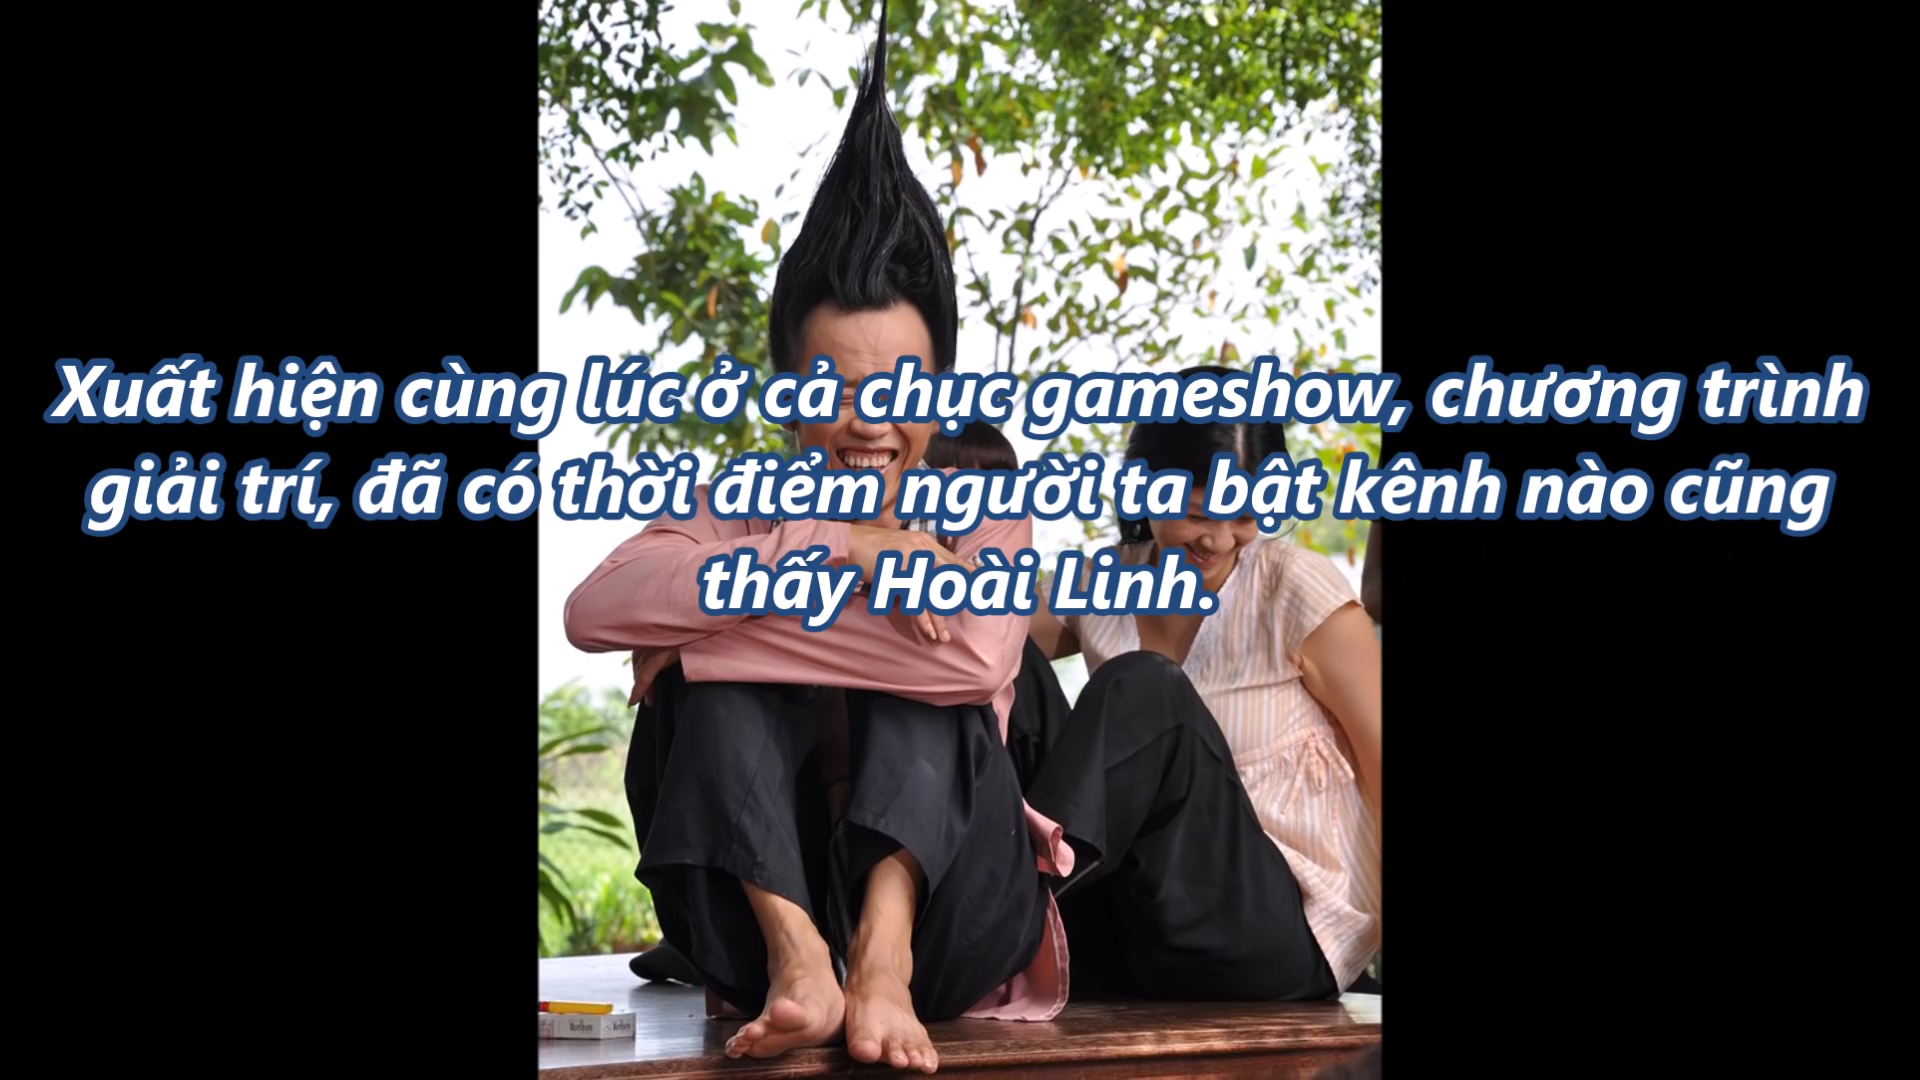 Xuất hiện cùng lúc ở cả chục gameshow, chương trình
giải trí, đã có thời điểm người ta bật kênh nào cũng
thấy Hoài Linh.
Marlboro